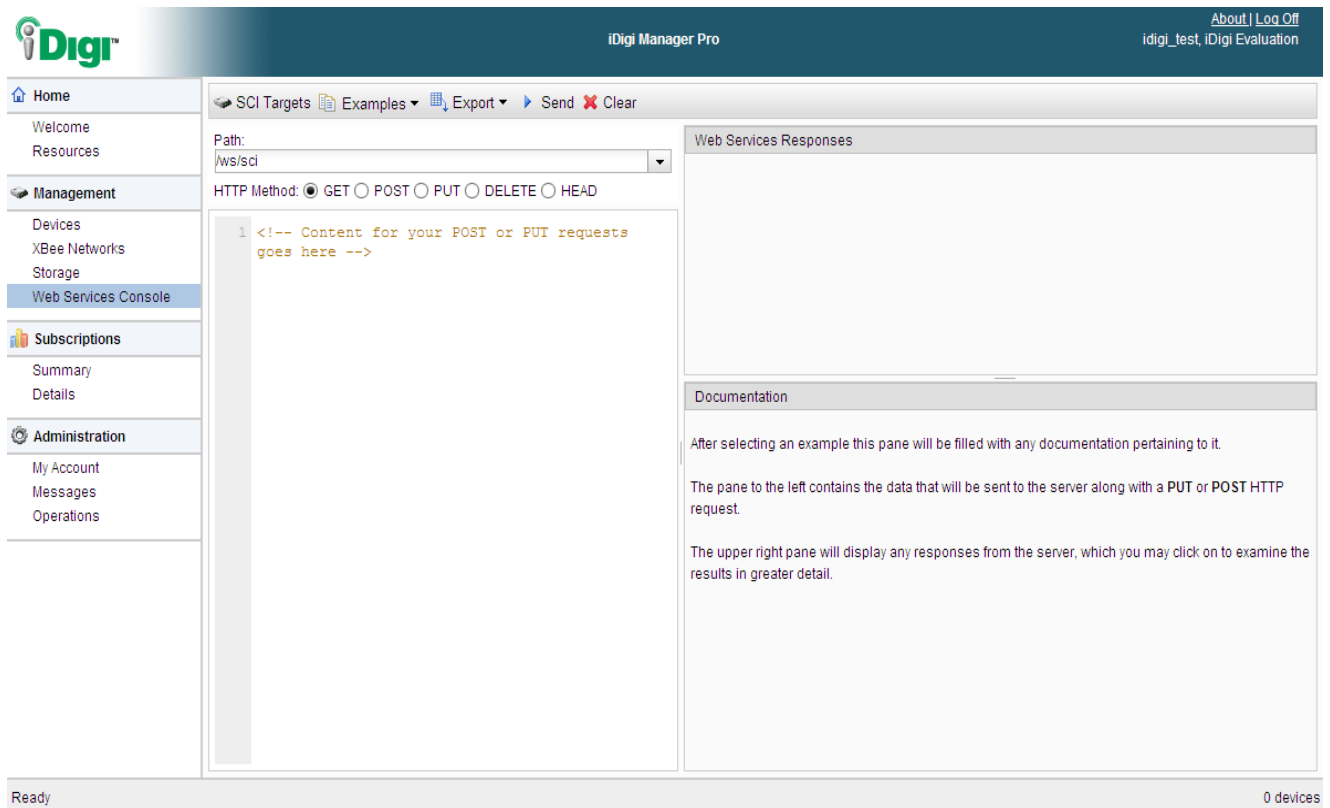 iDigi™
iDigi Manager Pro
About | Log Off
idigi_test, iDigi Evaluation
Home
Welcome
Resources
Management
Devices
XBee Networks
Storage
Web Services Console
Subscriptions
Summary
Details
Administration
My Account
Messages
Operations
SCI Targets Examples Export Send Clear
Path:
/ws/sci
HTTP Method: GET POST PUT DELETE HEAD
1 <!-- Content for your POST or PUT requests
goes here -->
Web Services Responses
Documentation
After selecting an example this pane will be filled with any documentation pertaining to it.
The pane to the left contains the data that will be sent to the server along with a PUT or POST HTTP
request.
The upper right pane will display any responses from the server, which you may click on to examine the
results in greater detail.
Ready
0 devices